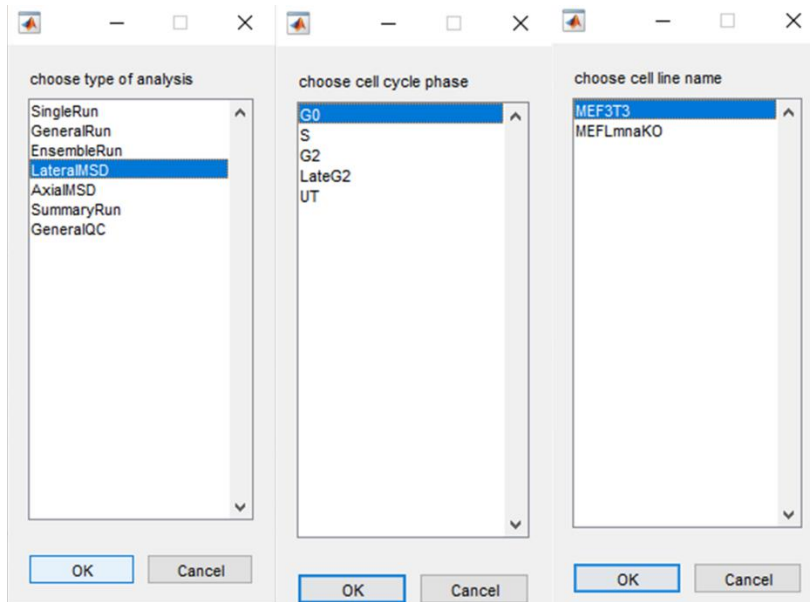 choose type of analysis
SingleRun
GeneralRun
EnsembleRun
LateralMSD
AxialMSD
SummaryRun
GeneralQC
OK
Cancel
choose cell cycle phase
G0
S
G2
LateG2
UT
OK
Cancel
choose cell line name
MEF3T3
MEFLmnaKO
OK
Cancel